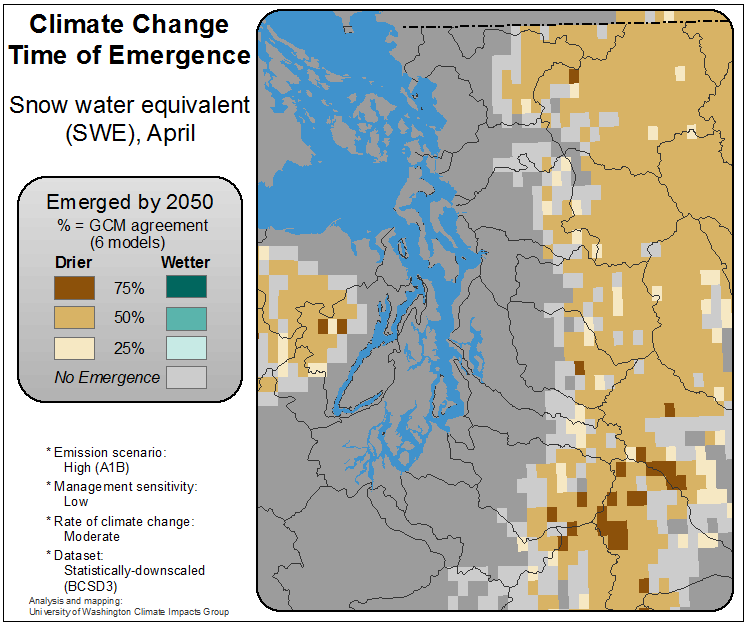 Climate Change
Time of Emergence
Snow water equivalent
(SWE), April
Emerged by 2050
% = GCM agreement
(6 models)
Drier Wetter
75%
50%
25%
No Emergence
* Emission scenario:
High (A1B)
* Management sensitivity:
Low
* Rate of climate change:
Moderate
* Dataset:
Statistically-downscaled
(BCSD3)
Analysis and mapping:
University of Washington Climate Impacts Group